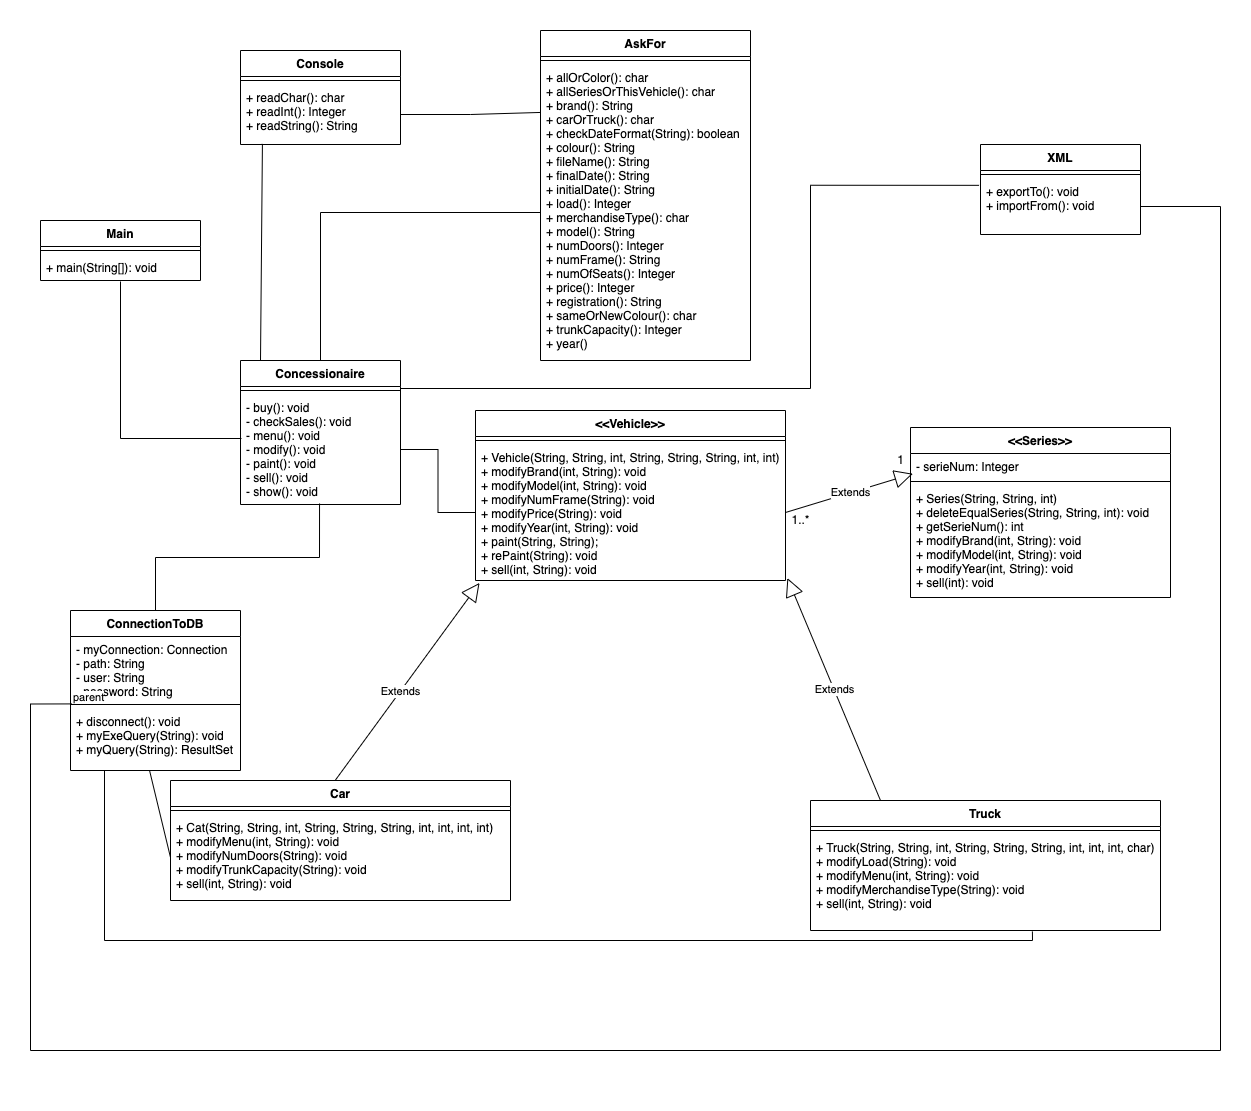 Console
+ readChar(): char
+ readInt(): Integer
+ readString(): String
AskFor
+ allOrColor(): char
+ allSeriesOrThisVehicle(): char
+ brand(): String
+ carOrTruck(): char
+ checkDateFormat(String): boolean
+ colour(): String
+ fileName(): String
+ finalDate(): String
+ initialDate(): String
+ load(): Integer
+ merchandiseType(): char
+ model(): String
+ numDoors(): Integer
+ numFrame(): String
+ numOfSeats(): Integer
+ price(): Integer
+ registration(): String
+ sameOrNewColour(): char
+ trunkCapacity(): Integer
+ year()
XML
+ exportTo(): void
+ importFrom(): void
Main
+ main(String[]): void
Concessionaire
- buy(): void
- checkSales(): void
- menu(): void
- modify(): void
- paint(): void
- sell(): void
- show(): void
<<Vehicle>>
+ Vehicle(String, String, int, String, String, String, int, int)
+ modifyBrand(int, String): void
+ modifyModel(int, String): void
+ modifyNumFrame(String): void
+ modifyPrice(String): void
+ modifyYear(int, String): void
+ paint(String, String);
+ rePaint(String): void
+ sell(int, String): void
1
Extends
1..*
<<Series>>
- serieNum: Integer
+ Series(String, String, int)
+ deleteEqualSeries(String, String, int): void
+ getSerieNum(): int
+ modifyBrand(int, String): void
+ modifyModel(int, String): void
+ modifyYear(int, String): void
+ sell(int): void
ConnectionToDB
- myConnection: Connection
- path: String
- user: String
- password: String
parent
+ disconnect(): void
+ myExeQuery(String): void
+ myQuery(String): ResultSet
Extends
Extends
Car
+ Cat(String, String, int, String, String, String, int, int, int, int)
+ modifyMenu(int, String): void
+ modifyNumDoors(String): void
+ modifyTrunkCapacity(String): void
+ sell(int, String): void
Truck
+ Truck(String, String, int, String, String, String, int, int, int, char)
+ modifyLoad(String): void
+ modifyMenu(int, String): void
+ modifyMerchandiseType(String): void
+ sell(int, String): void